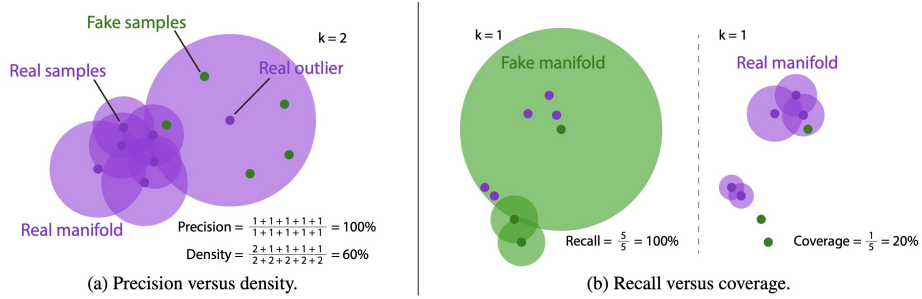 Fake samples
k = 2
Real samples
Real outlier
Real manifold
Precision = 1+1+1+1+1 / 1+1+1+1+1 = 100%
Density = 2+1+1+1+1 / 2+2+2+2+2 = 60%
(a) Precision versus density.
k = 1
Fake manifold
Recall = 5/5 = 100%
k = 1
Real manifold
Coverage = 1/5 = 20%
(b) Recall versus coverage.